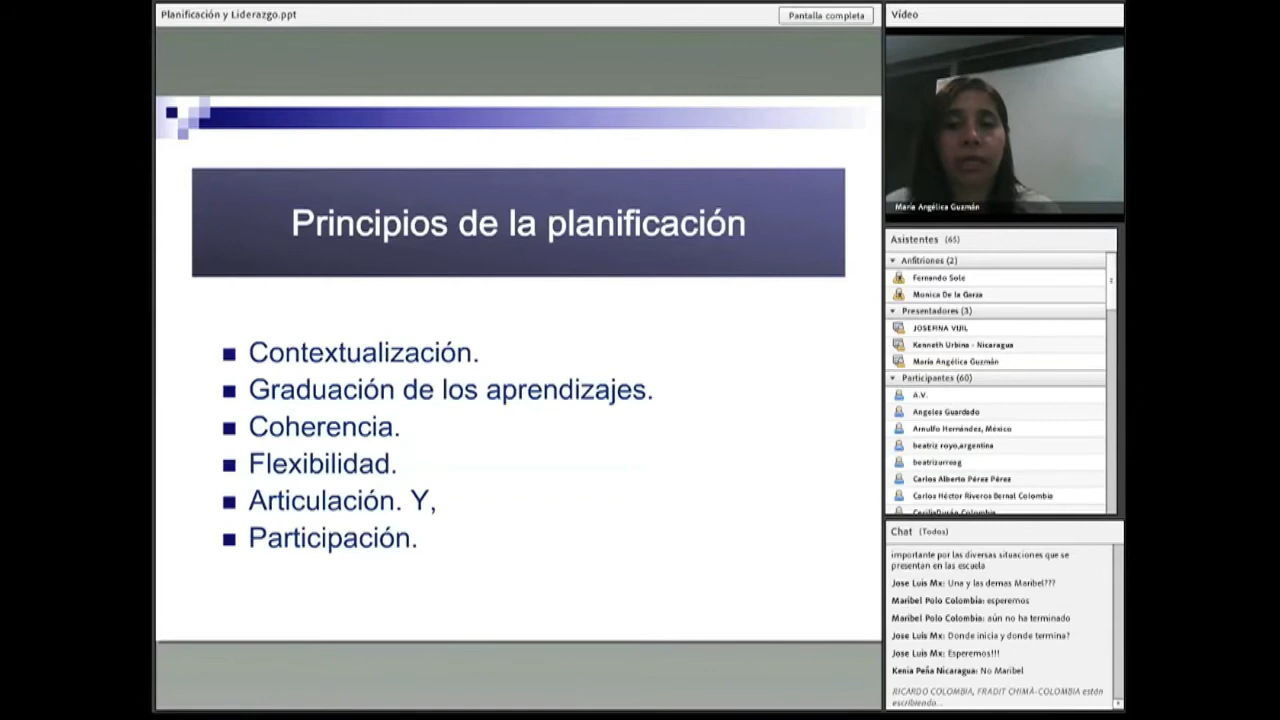 Planificación y Liderazgo.ppt
Pantalla completa
Principios de la planificación
Contextualización.
Graduación de los aprendizajes.
Coherencia.
Flexibilidad.
Articulación. Y,
Participación.
Vídeo
María Angélica Guzmán
Asistentes (65)
Anfitriones (2)
Fernando Sole
Monica De la Garza
Presentadores (3)
JOSEFINA VIJIL
Kenneth Urbina - Nicaragua
María Angélica Guzmán
Participantes (60)
A.V.
Angeles Guardado
Arnulfo Hernández, México
beatriz royo,argentina
beatrizurreag
Carlos Alberto Pérez Pérez
Carlos Héctor Riveros Bernal Colombia
Chat (Todos)
importante por las diversas situaciones que se
presentan en las escuela
Jose Luis Mx: Una y las demas Maribel???
Maribel Polo Colombia: esperemos
Maribel Polo Colombia: aún no ha terminado
Jose Luis Mx: Donde inicia y donde termina?
Jose Luis Mx: Esperemos!!!
Kenia Peña Nicaragua: No Maribel
RICARDO COLOMBIA, FRADIT CHIMÁ-COLOMBIA están
escribiendo...